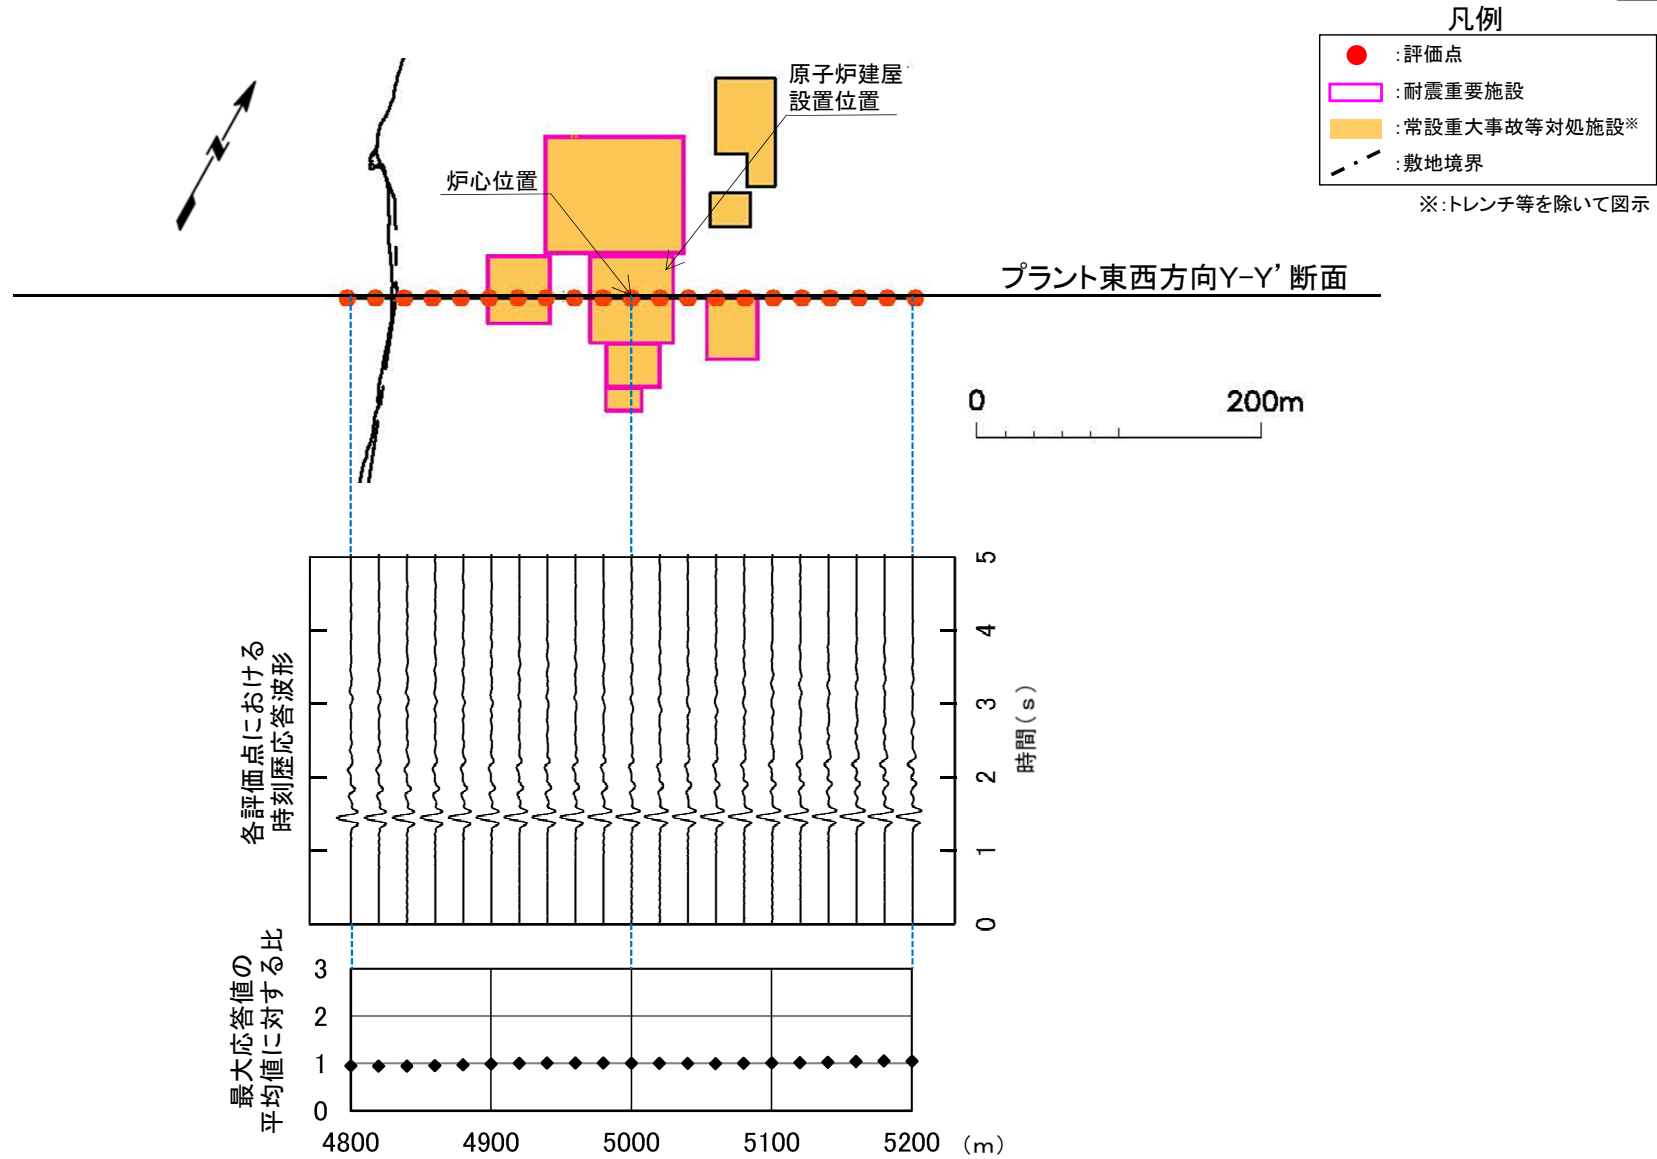 凡例
:評価点
:耐震重要施設
:常設重大事故等対処施設※
:敷地境界
※:トレンチ等を除いて図示
原子炉建屋
設置位置
炉心位置
N
プラント東西方向Y-Y’断面
0 200m
各評価点における
時刻歴応答波形
5
4
3
2
1
0
時間(s)
最大応答値の
平均値に対する比
3
2
1
0
4800 4900 5000 5100 5200 (m)